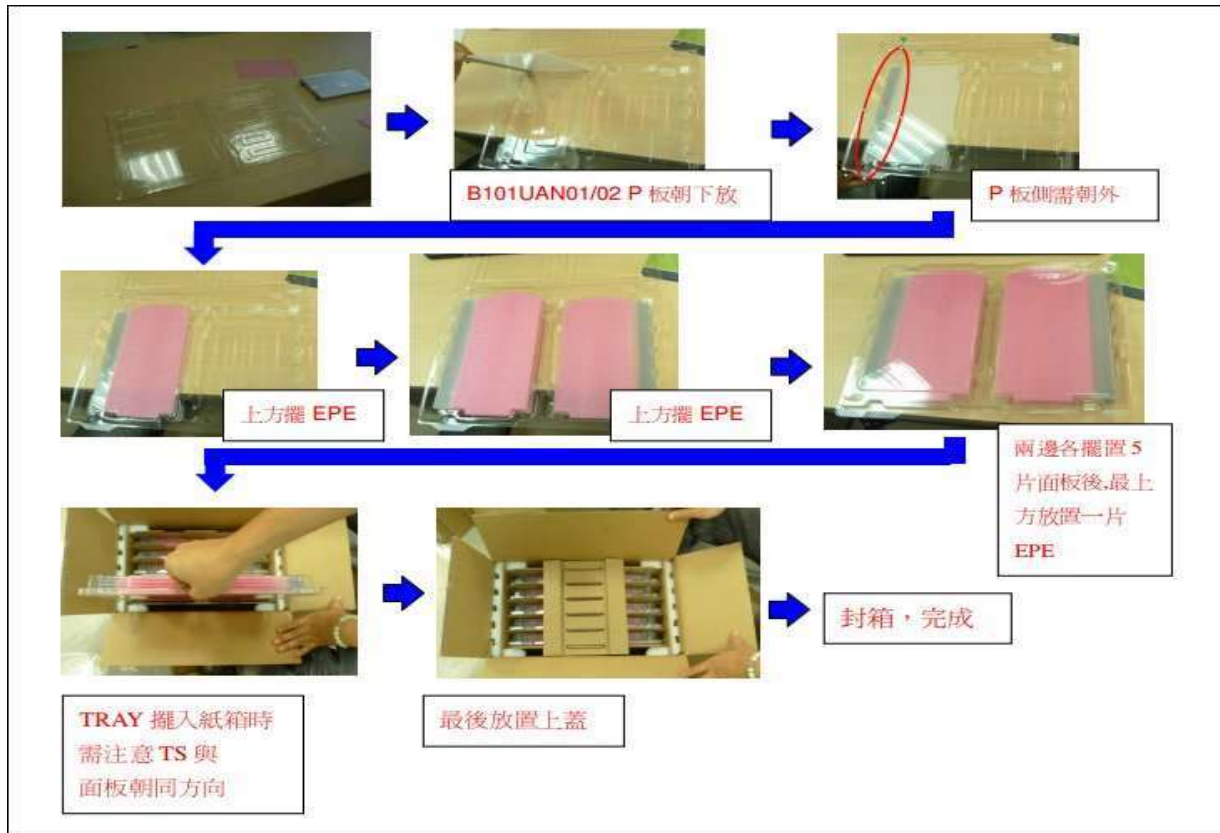 B101UAN01/02 P 板朝下放
P 板側需朝外
上方擺 EPE
上方擺 EPE
兩邊各擺置 5
片面板後,最上
方放置一片
EPE
TRAY 擺入紙箱時
需注意 TS 與
面板朝同方向
最後放置上蓋
封箱，完成